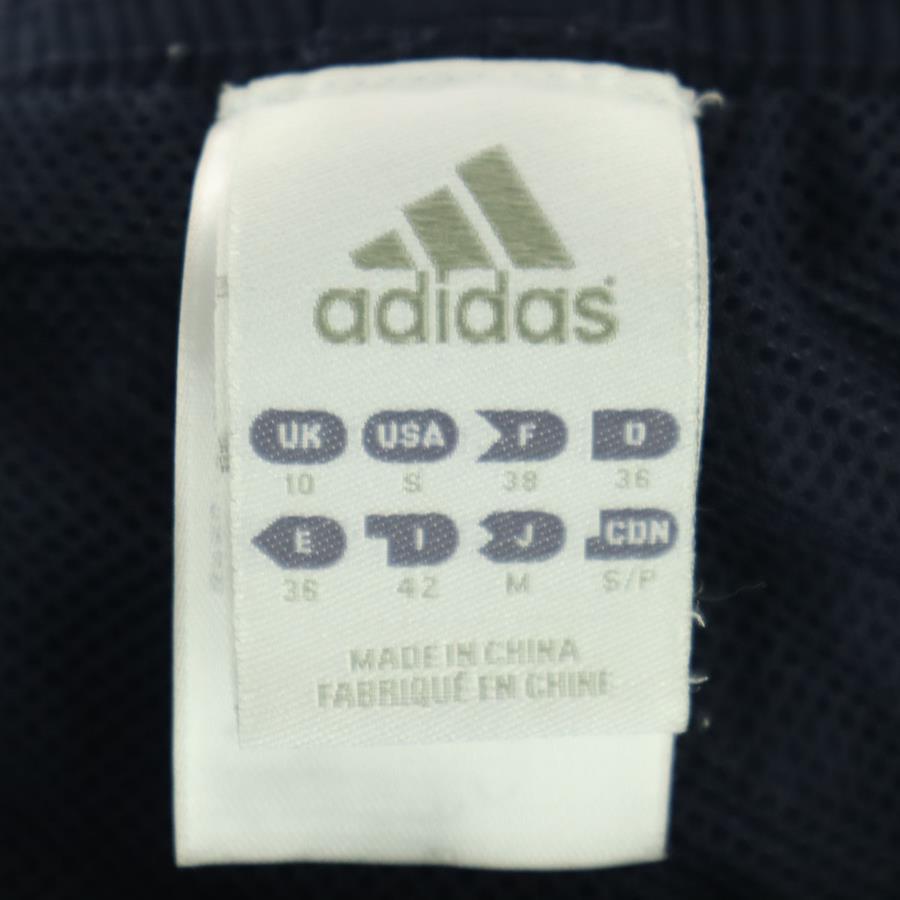 adidas
UK USA F D
10 S 38 36
E I J CDN
36 42 M S/P
MADE IN CHINA
FABRIQUÉ EN CHINE